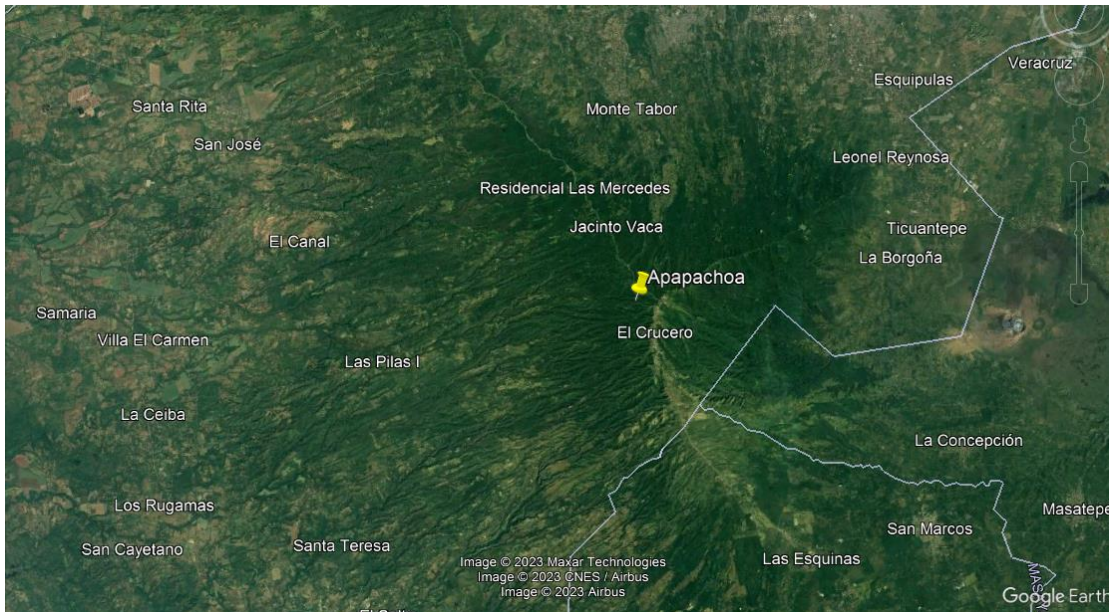 Veracruz
Esquipulas
Santa Rita
Monte Tabor
San José
Leonel Reynosa
Residencial Las Mercedes
Jacinto Vaca
Ticuantepe
El Canal
La Borgoña
Apapachoa
Samaria
El Crucero
Villa El Carmen
Las Pilas I
La Ceiba
La Concepción
Los Rugamas
Masatepe
San Marcos
San Cayetano
Santa Teresa
Las Esquinas
Image © 2023 Maxar Technologies
Image © 2023 CNES / Airbus
Image © 2023 Airbus
Google Earth